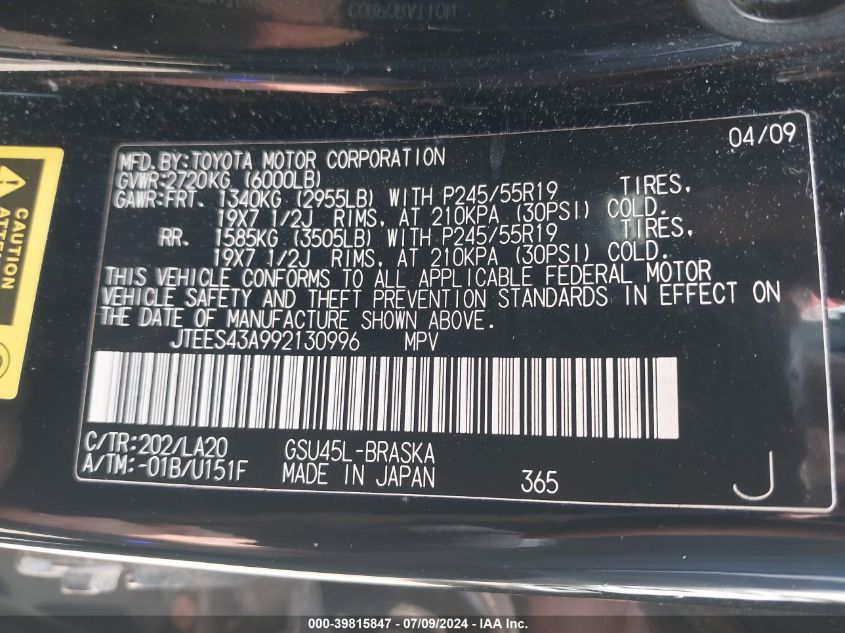 CORPORATION
04/09
MFD. BY: TOYOTA MOTOR CORPORATION
GVWR: 2720KG (6000LB)
GAWR: FRT. 1340KG (2955LB) WITH P245/55R19 TIRES,
19X7 1/2J RIMS, AT 210KPA (30PSI) COLD.
RR. 1585KG (3505LB) WITH P245/55R19 TIRES,
19X7 1/2J RIMS, AT 210KPA (30PSI) COLD.
THIS VEHICLE CONFORMS TO ALL APPLICABLE FEDERAL MOTOR
VEHICLE SAFETY AND THEFT PREVENTION STANDARDS IN EFFECT ON
THE DATE OF MANUFACTURE SHOWN ABOVE.
JTEES43A992130996 MPV
C/TR: 202/LA20 GSU45L-BRASKA
A/TM: -01B/U151F MADE IN JAPAN 365 J
CAUTION
000-39815847 / 07/09/2024 - IAA Inc.